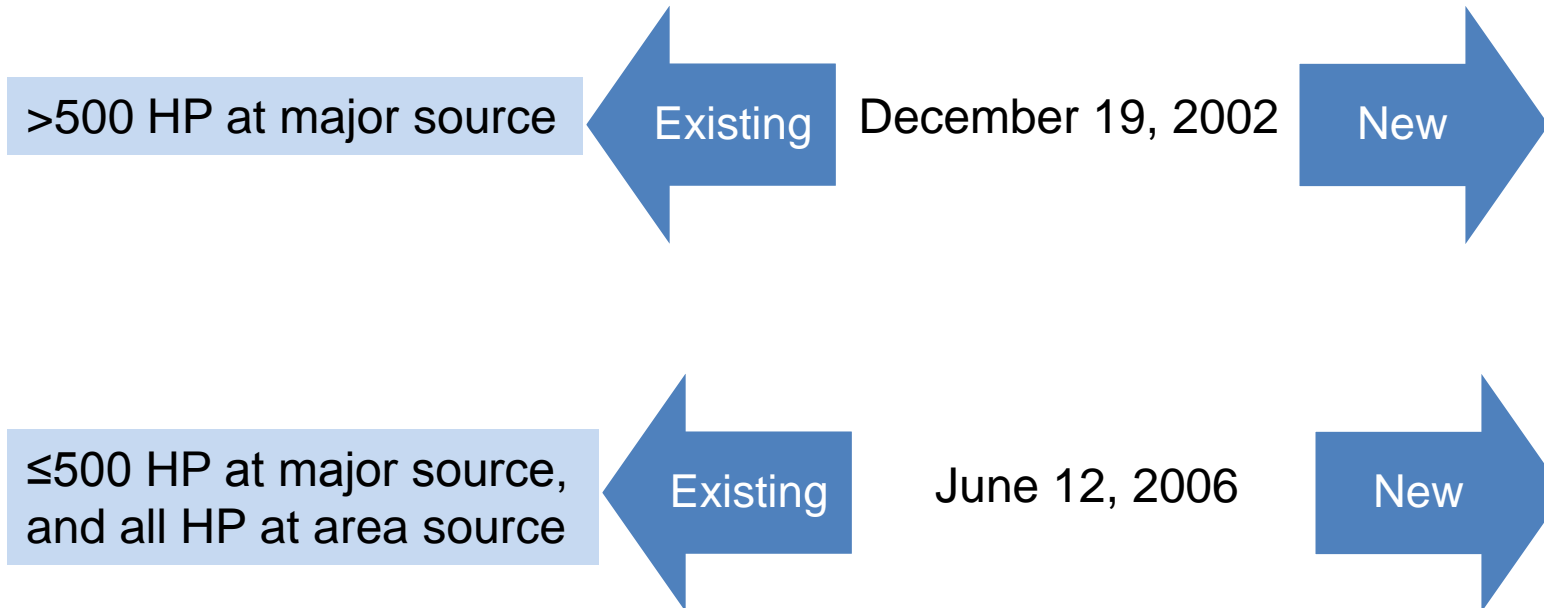 >500 HP at major source
Existing
December 19, 2002
New
≤500 HP at major source,
and all HP at area source
Existing
June 12, 2006
New